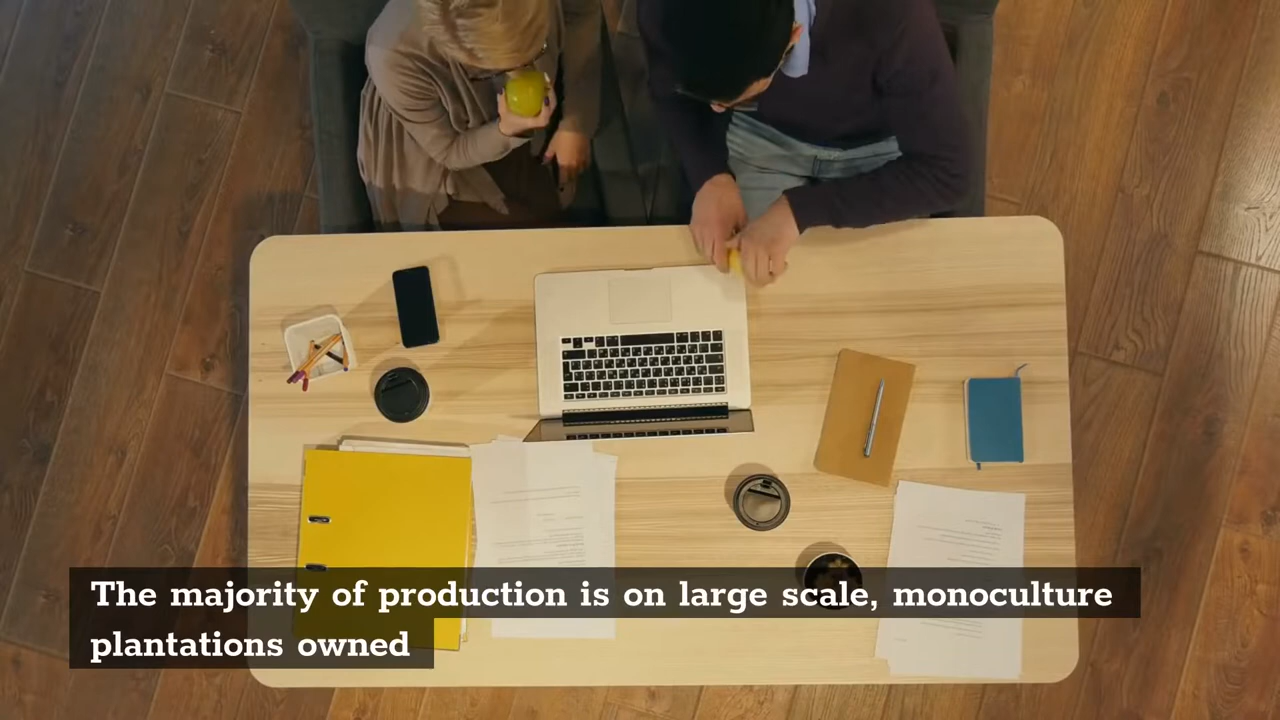 The majority of production is on large scale, monoculture
plantations owned